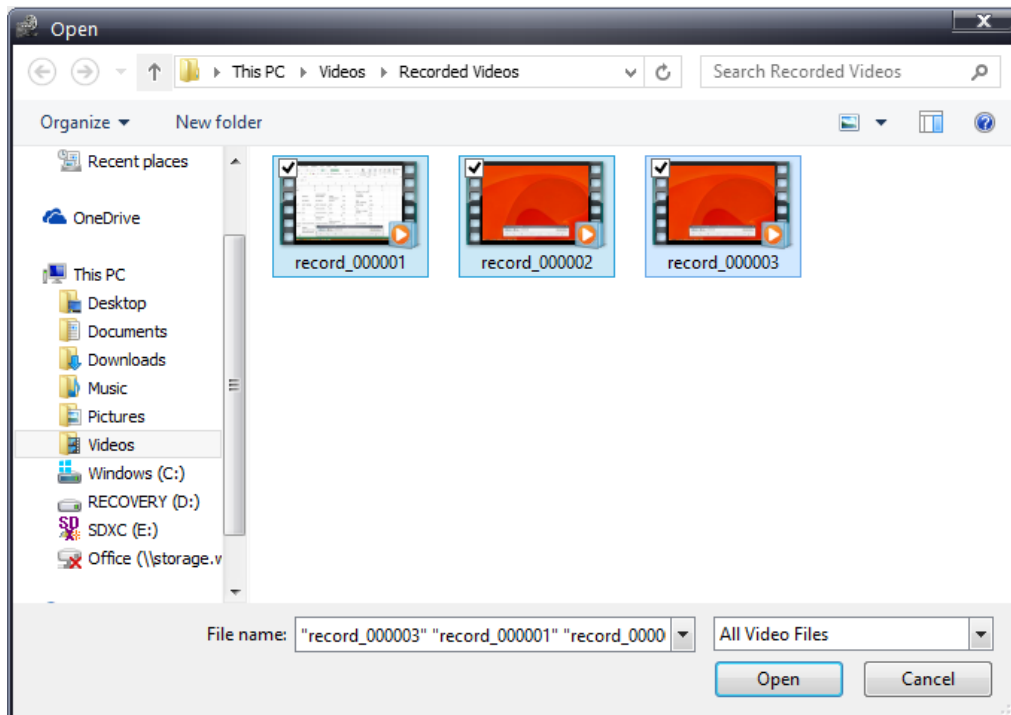 Open
This PC Videos Recorded Videos
Search Recorded Videos
Organize New folder
Recent places
OneDrive
This PC
Desktop
Documents
Downloads
Music
Pictures
Videos
Windows (C:)
RECOVERY (D:)
SDXC (E:)
Office (\\storage.v
record_000001
record_000002
record_000003
File name: "record_000003" "record_000001" "record_0000
All Video Files
Open Cancel